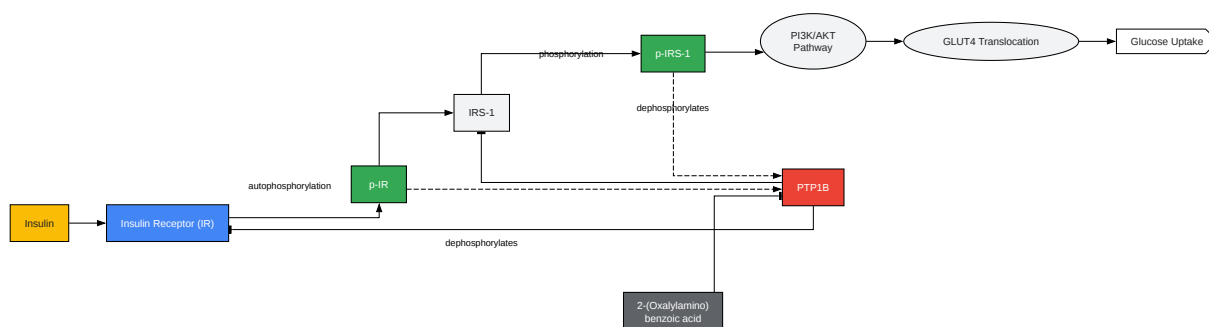 PI3K/AKT
Pathway
GLUT4 Translocation
Glucose Uptake
p-IRS-1
phosphorylation
dephosphorylates
IRS-1
autophosphorylation
p-IR
PTP1B
Insulin
Insulin Receptor (IR)
dephosphorylates
2-(Oxalylamino)
benzoic acid